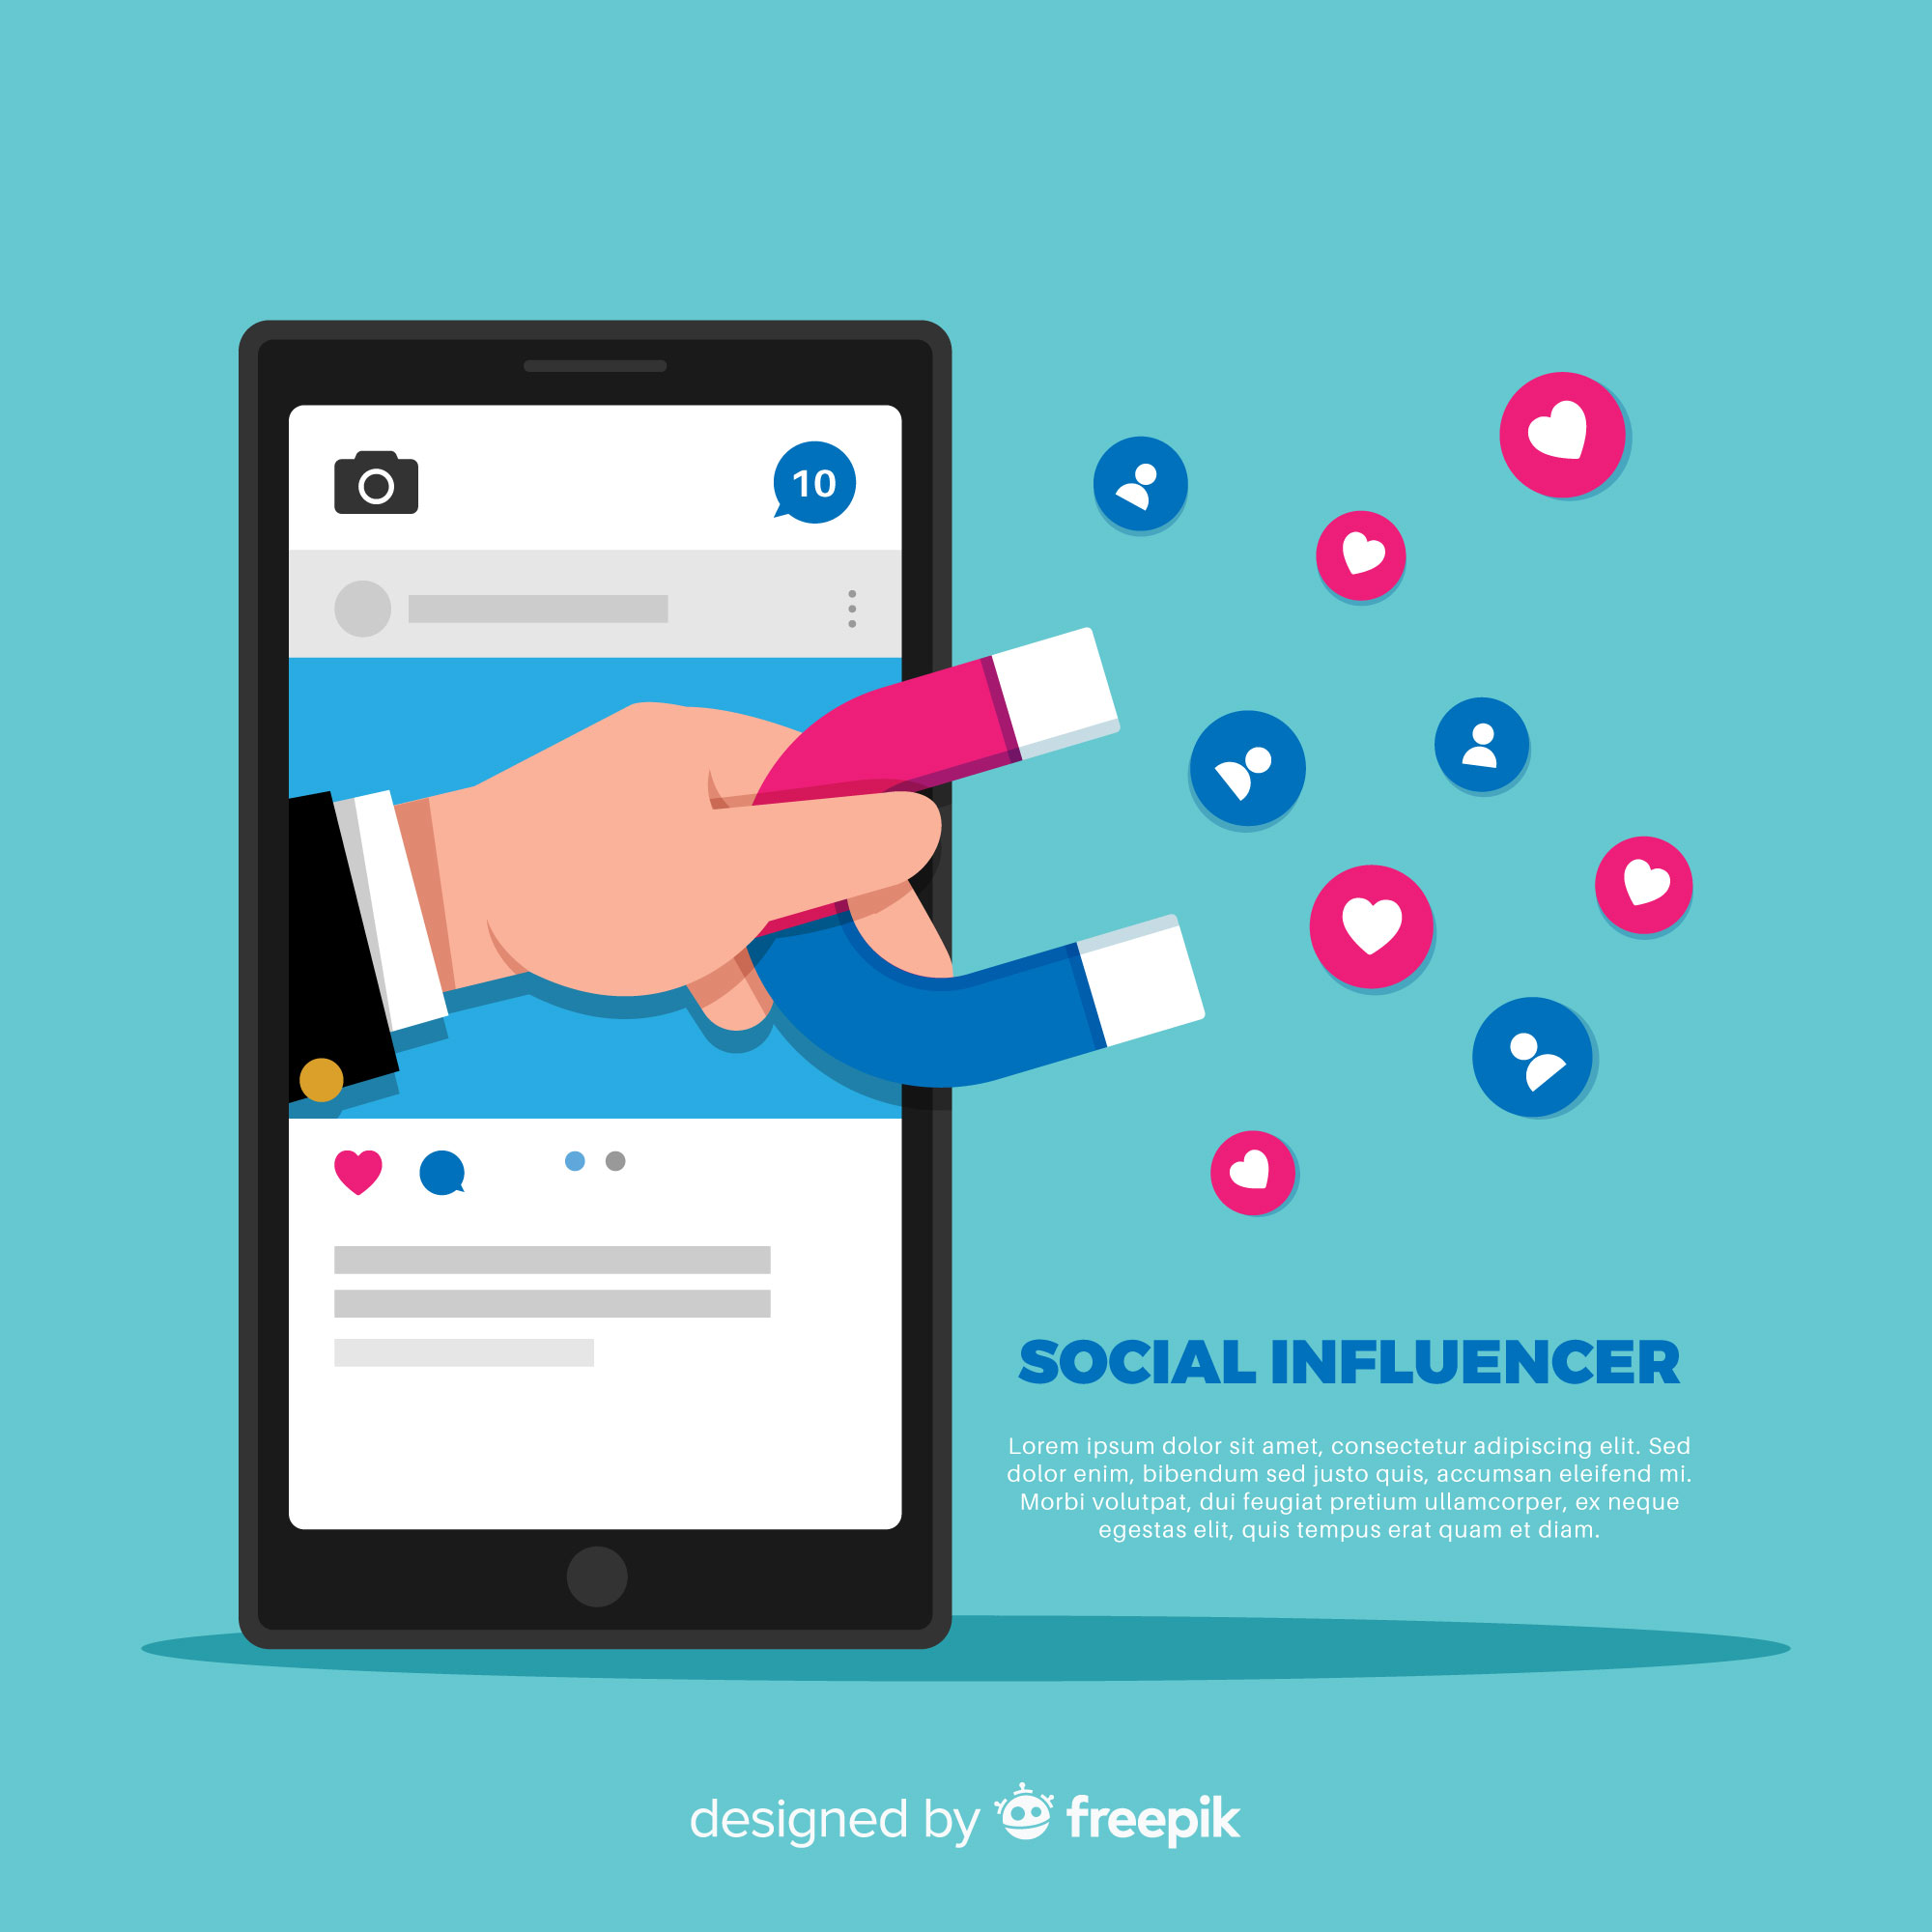 10
SOCIAL INFLUENCER
Lorem ipsum dolor sit amet, consectetur adipiscing elit. Sed
dolor enim, bibendum sed justo quis, accumsan eleifend mi.
Morbi volutpat, dui feugiat pretium ullamcorper, ex neque
egestas elit, quis tempus erat quam et diam.
designed by freepik